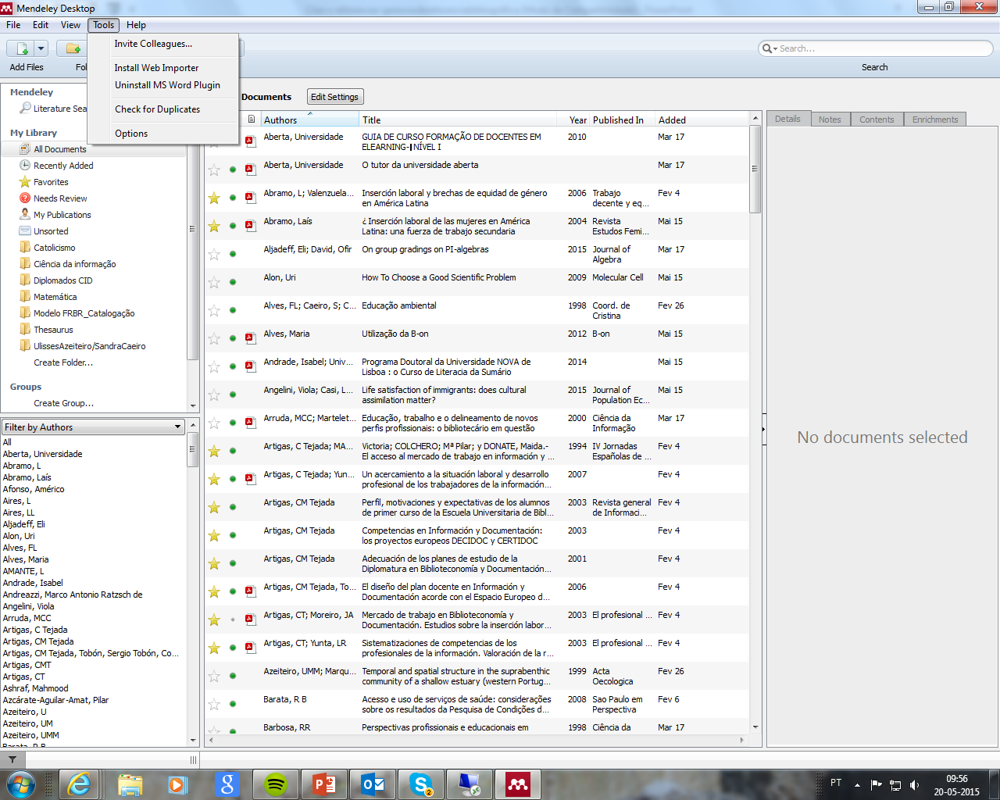 Mendeley Desktop
File Edit View Tools Help
Invite Colleagues...
Install Web Importer
Uninstall MS Word Plugin
Check for Duplicates
Options
Add Files
Search...
Search
Mendeley
My Library
All Documents
Recently Added
Favorites
Needs Review
My Publications
Unsorted
Catolicismo
Ciência da informação
Diplomados CID
Matemática
Modelo FRBR_Catalogação
Thesaurus
UlissesAzeiteiro/SandraCaeiro
Create Folder...
Groups
Create Group...
Filter by Authors
All
Aberta, Universidade
Abramo, L
Abramo, Laís
Afonso, Américo
Aires, L
Aires, LL
Aljadeff, Eli
Alon, Uri
Alves, FL
Alves, Maria
AMANTE, L
Andrade, Isabel
Andreazzi, Marco Antonio Ratzsch de
Angelini, Viola
Arruda, MCC
Artigas, C Tejada
Artigas, CM Tejada
Artigas, CM Tejada, Tobón, Sergio Tobón, Co...
Artigas, CMT
Artigas, CT
Ashraf, Mahmood
Azcárate-Aguilar-Amat, Pilar
Azeiteiro, U
Azeiteiro, UM
Azeiteiro, UMM
Barata, R B
Documents Edit Settings
Authors Title Year Published In Added
Aberta, Universidade GUIA DE CURSO FORMAÇÃO DE DOCENTES EM 2010 Mar 17
ELEARNING-I NÍVEL I
Aberta, Universidade O tutor da universidade aberta Mar 17
Abramo, L; Valenzuela... Inserción laboral y brechas de equidad de género 2006 Trabajo Fev 4
en América Latina decente y eq...
Abramo, Laís ¿ Inserción laboral de las mujeres en América 2004 Revista Mai 15
Latina: una fuerza de trabajo secundaria Estudos Femi...
Aljadeff, Eli; David, Ofir On group gradings on PI-algebras 2015 Journal of Mar 17
Algebra
Alon, Uri How To Choose a Good Scientific Problem 2009 Molecular Cell Mai 15
Alves, FL; Caeiro, S; C... Educação ambiental 1998 Coord. de Fev 26
Cristina
Alves, Maria Utilização da B-on 2012 B-on Mai 15
Andrade, Isabel; Univ... Programa Doutoral da Universidade NOVA de 2014 Mai 15
Lisboa : o Curso de Literacia da Sumário
Angelini, Viola; Casi, L... Life satisfaction of immigrants: does cultural 2015 Journal of Mai 15
assimilation matter? Population Ec...
Arruda, MCC; Martelet... Educação, trabalho e o delineamento de novos 2000 Ciência da Mar 17
perfis profissionais: o bibliotecário em questão Informação
Artigas, C Tejada; MA... Victoria; COLCHERO; Mª Pilar; y DONATE, Maida.- 1994 IV Jornadas Fev 4
El acceso al mercado de trabajo en información y ... Españolas de ...
Artigas, C Tejada; Yun... Un acercamiento a la situación laboral y desarrollo 2007 Fev 4
profesional de los trabajadores de la información...
Artigas, CM Tejada Perfil, motivaciones y expectativas de los alumnos 2003 Revista general Fev 4
de primer curso de la Escuela Universitaria de Bibl... de Informaci...
Artigas, CM Tejada Competencias en Información y Documentación: 2003 Fev 4
los proyectos europeos DECIDOC y CERTIDOC
Artigas, CM Tejada Adecuación de los planes de estudio de la 2001 Fev 4
Diplomatura en Biblioteconomía y Documentación...
Artigas, CM Tejada, To... El diseño del plan docente en Información y 2006 Fev 4
Documentación acorde con el Espacio Europeo d...
Artigas, CT; Moreiro, JA Mercado de trabajo en Biblioteconomía y 2003 El profesional ... Fev 4
Documentación. Estudios sobre la inserción labor...
Artigas, CT; Yunta, LR Sistematizaciones de competencias de los 2003 El profesional ... Fev 4
profesionales de la información. Valoración de la r...
Azeiteiro, UMM; Marqu... Temporal and spatial structure in the suprabenthic 1999 Acta Fev 26
community of a shallow estuary (western Portug... Oecologica
Barata, R B Acesso e uso de serviços de saúde: considerações 2008 Sao Paulo em Fev 6
sobre os resultados da Pesquisa de Condições d... Perspectiva
Barbosa, RR Perspectivas profissionais e educacionais em 1998 Ciência da Mar 17
Details Notes Contents Enrichments
No documents selected
PT
09:56
20-05-2015